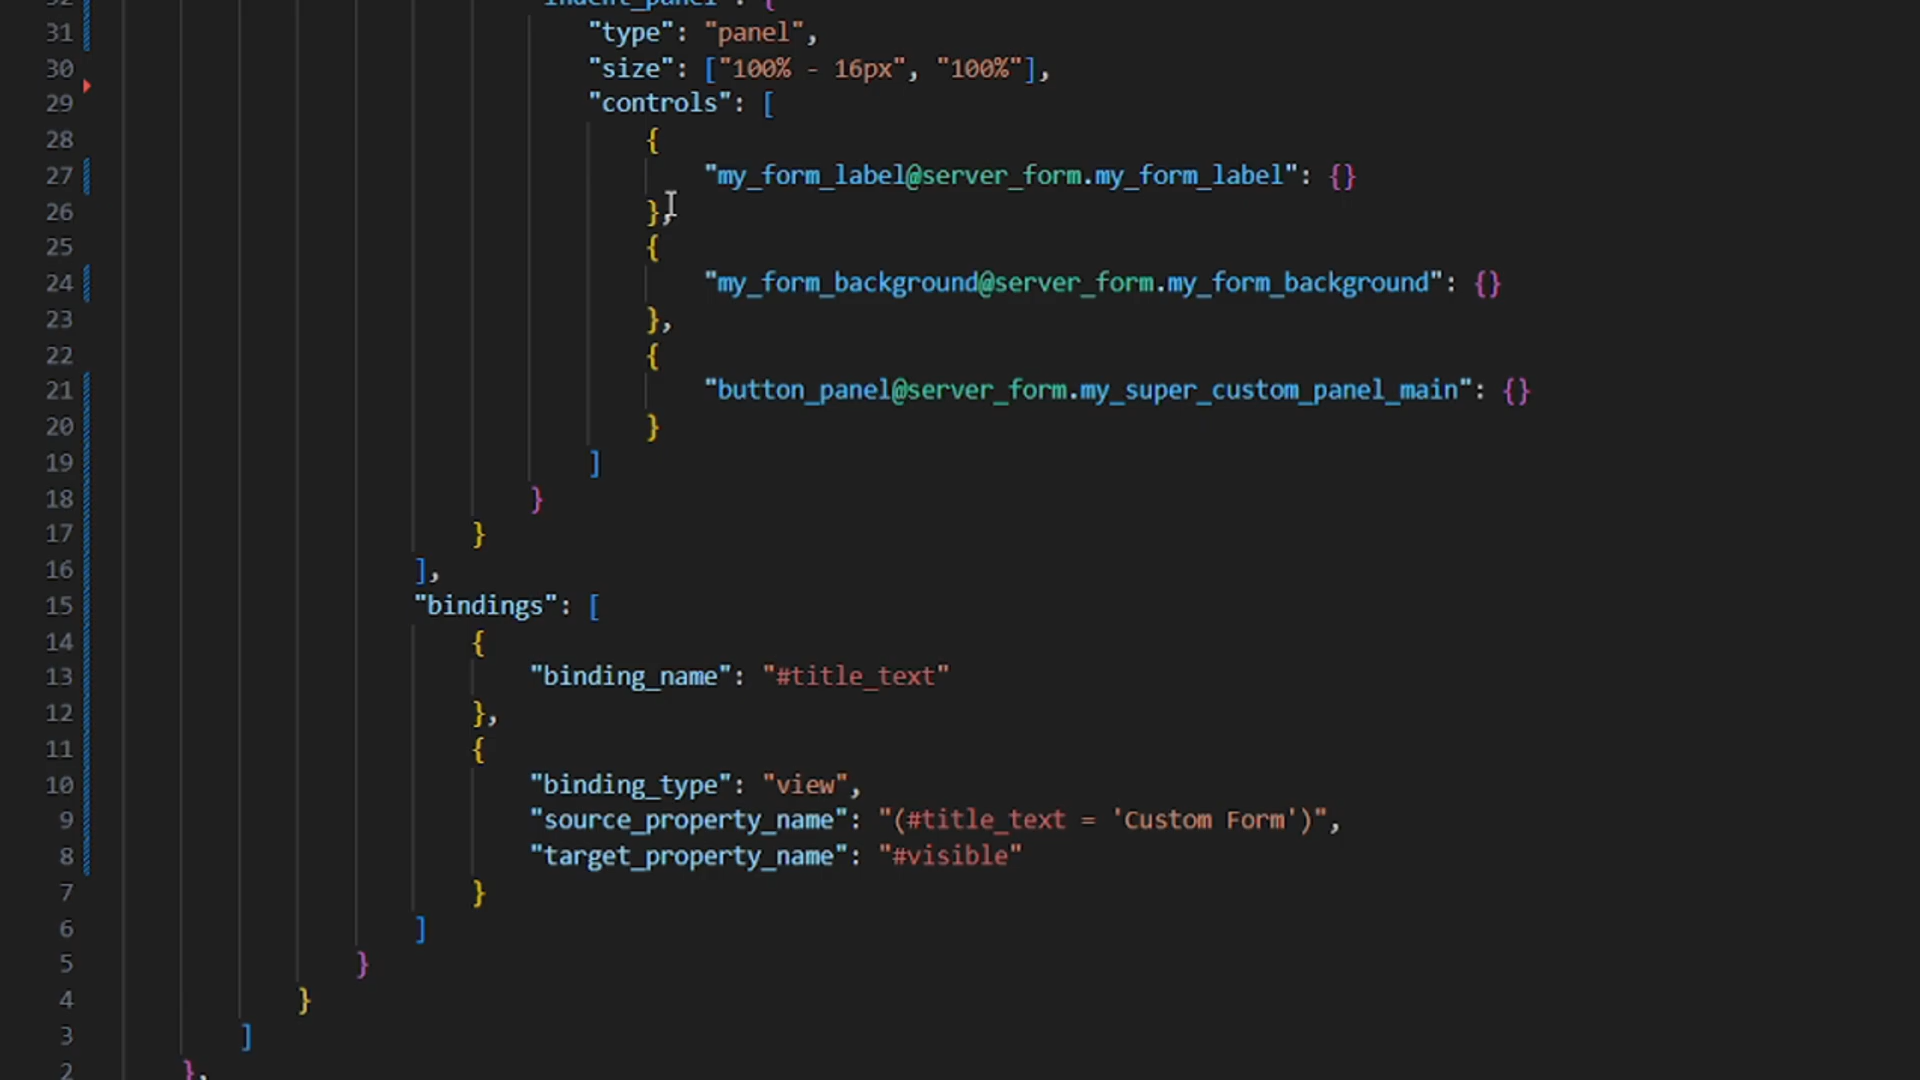 31 "type": "panel",
30 "size": ["100% - 16px", "100%"],
29 "controls": [
28 {
27 "my_form_label@server_form.my_form_label": {}
26 },
25 {
24 "my_form_background@server_form.my_form_background": {}
23 },
22 {
21 "button_panel@server_form.my_super_custom_panel_main": {}
20 }
19 ]
18 }
17 }
16 ],
15 "bindings": [
14 {
13 "binding_name": "#title_text"
12 },
11 {
10 "binding_type": "view",
9 "source_property_name": "(#title_text = 'Custom Form')",
8 "target_property_name": "#visible"
7 }
6 ]
5 }
4 }
3 ]
2 },